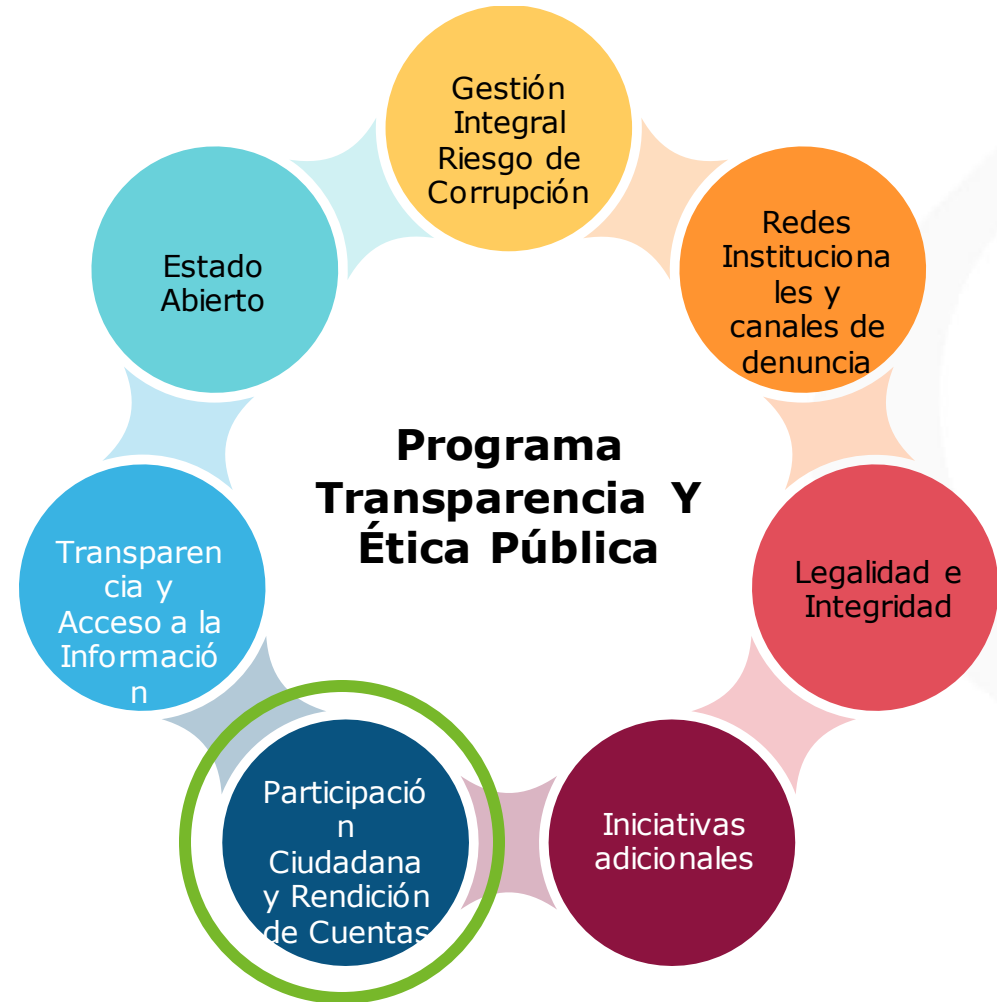 Gestión
Integral
Riesgo de
Corrupción
Redes
Instituciona
les y
canales de
denuncia
Estado
Abierto
Programa
Transparencia Y
Ética Pública
Transparen
cia y
Acceso a la
Informació
n
Legalidad e
Integridad
Participació
n
Ciudadana
y Rendición
de Cuentas
Iniciativas
adicionales